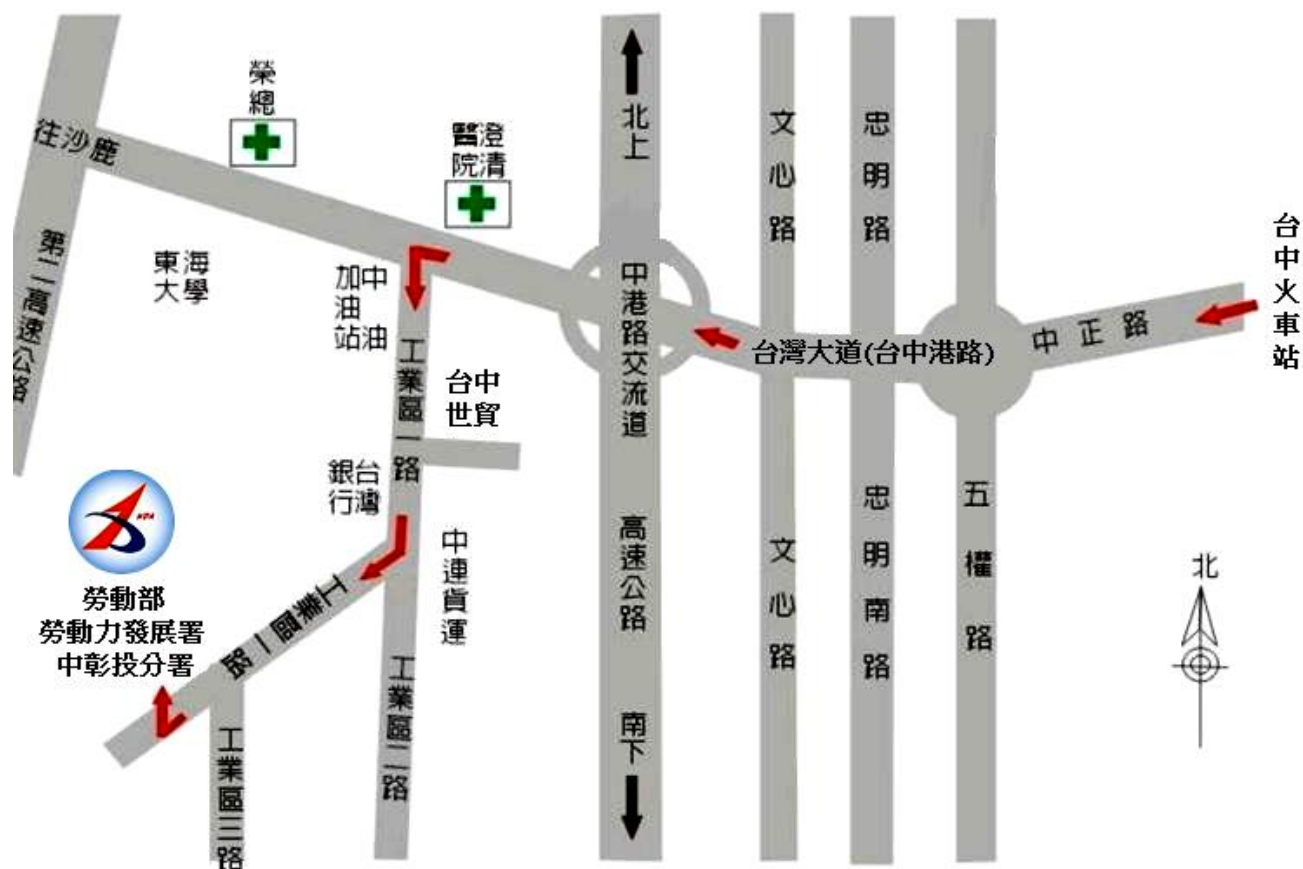 榮總
澄清醫院
往沙鹿
第二高速公路
東海大學
中油加油站
工業區一路
台中
世貿
台灣銀行
中連貨運
工業區一路
工業區二路
工業區三路
勞動部
勞動力發展署
中彰投分署
北上
中港路交流道
高速公路
南下
文心路
文心路
忠明路
忠明南路
五權路
台灣大道(台中港路)
中正路
台中火車站
北